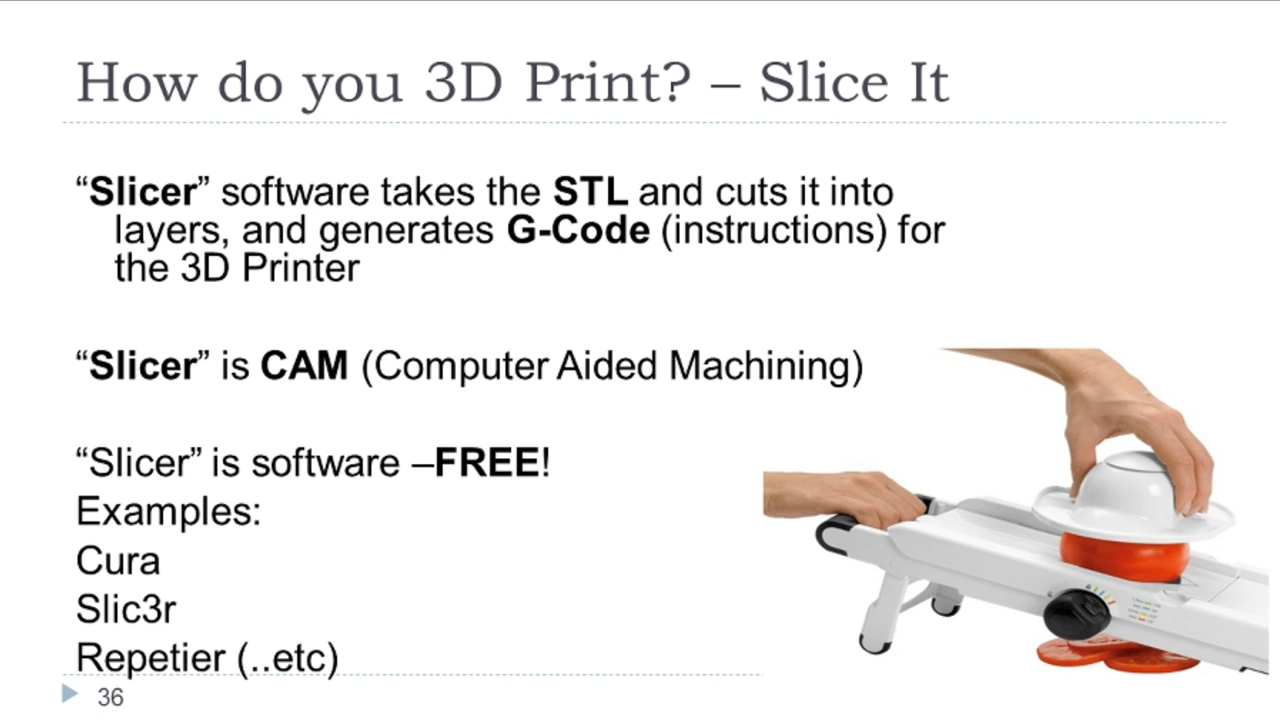 How do you 3D Print? – Slice It
“Slicer” software takes the STL and cuts it into
layers, and generates G-Code (instructions) for
the 3D Printer
“Slicer” is CAM (Computer Aided Machining)
“Slicer” is software –FREE!
Examples:
Cura
Slic3r
Repetier (..etc)
36